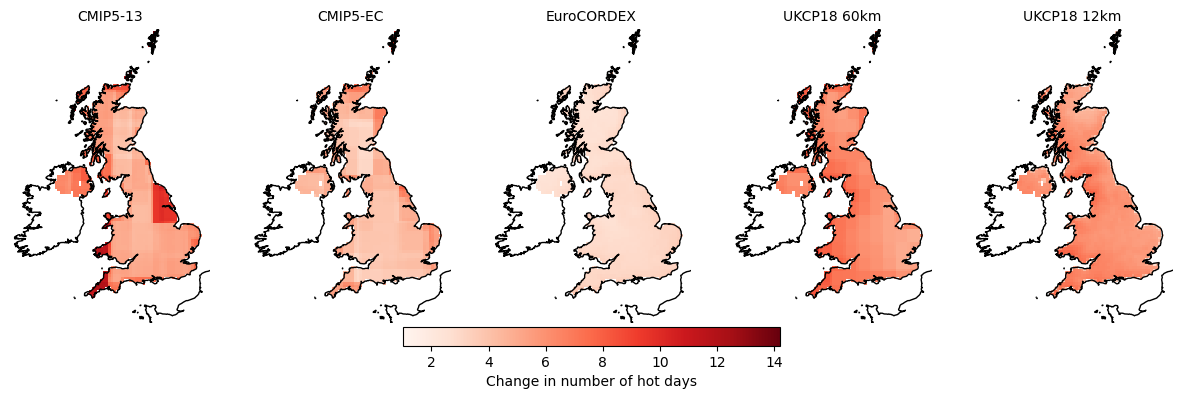 CMIP5-13 CMIP5-EC EuroCORDEX UKCP18 60km UKCP18 12km
2 4 6 8 10 12 14
Change in number of hot days